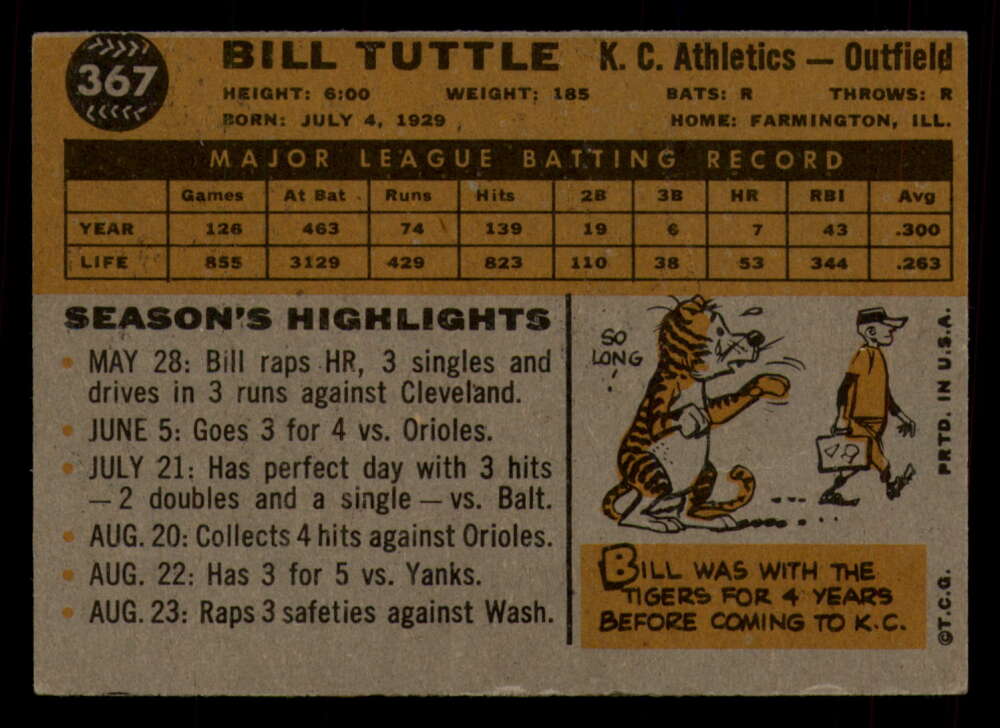 367
BILL TUTTLE K. C. Athletics — Outfield
HEIGHT: 6:00 WEIGHT: 185 BATS: R THROWS: R
BORN: JULY 4, 1929 HOME: FARMINGTON, ILL.
MAJOR LEAGUE BATTING RECORD
Games At Bat Runs Hits 2B 3B HR RBI Avg
YEAR 126 463 74 139 19 6 7 43 .300
LIFE 855 3129 429 823 110 38 53 344 .263
SEASON'S HIGHLIGHTS
• MAY 28: Bill raps HR, 3 singles and
drives in 3 runs against Cleveland.
• JUNE 5: Goes 3 for 4 vs. Orioles.
• JULY 21: Has perfect day with 3 hits
— 2 doubles and a single — vs. Balt.
• AUG. 20: Collects 4 hits against Orioles.
• AUG. 22: Has 3 for 5 vs. Yanks.
• AUG. 23: Raps 3 safeties against Wash.
SO
LONG
!
BILL WAS WITH THE
TIGERS FOR 4 YEARS
BEFORE COMING TO K.C.
©T.C.G. PRTD. IN U.S.A.